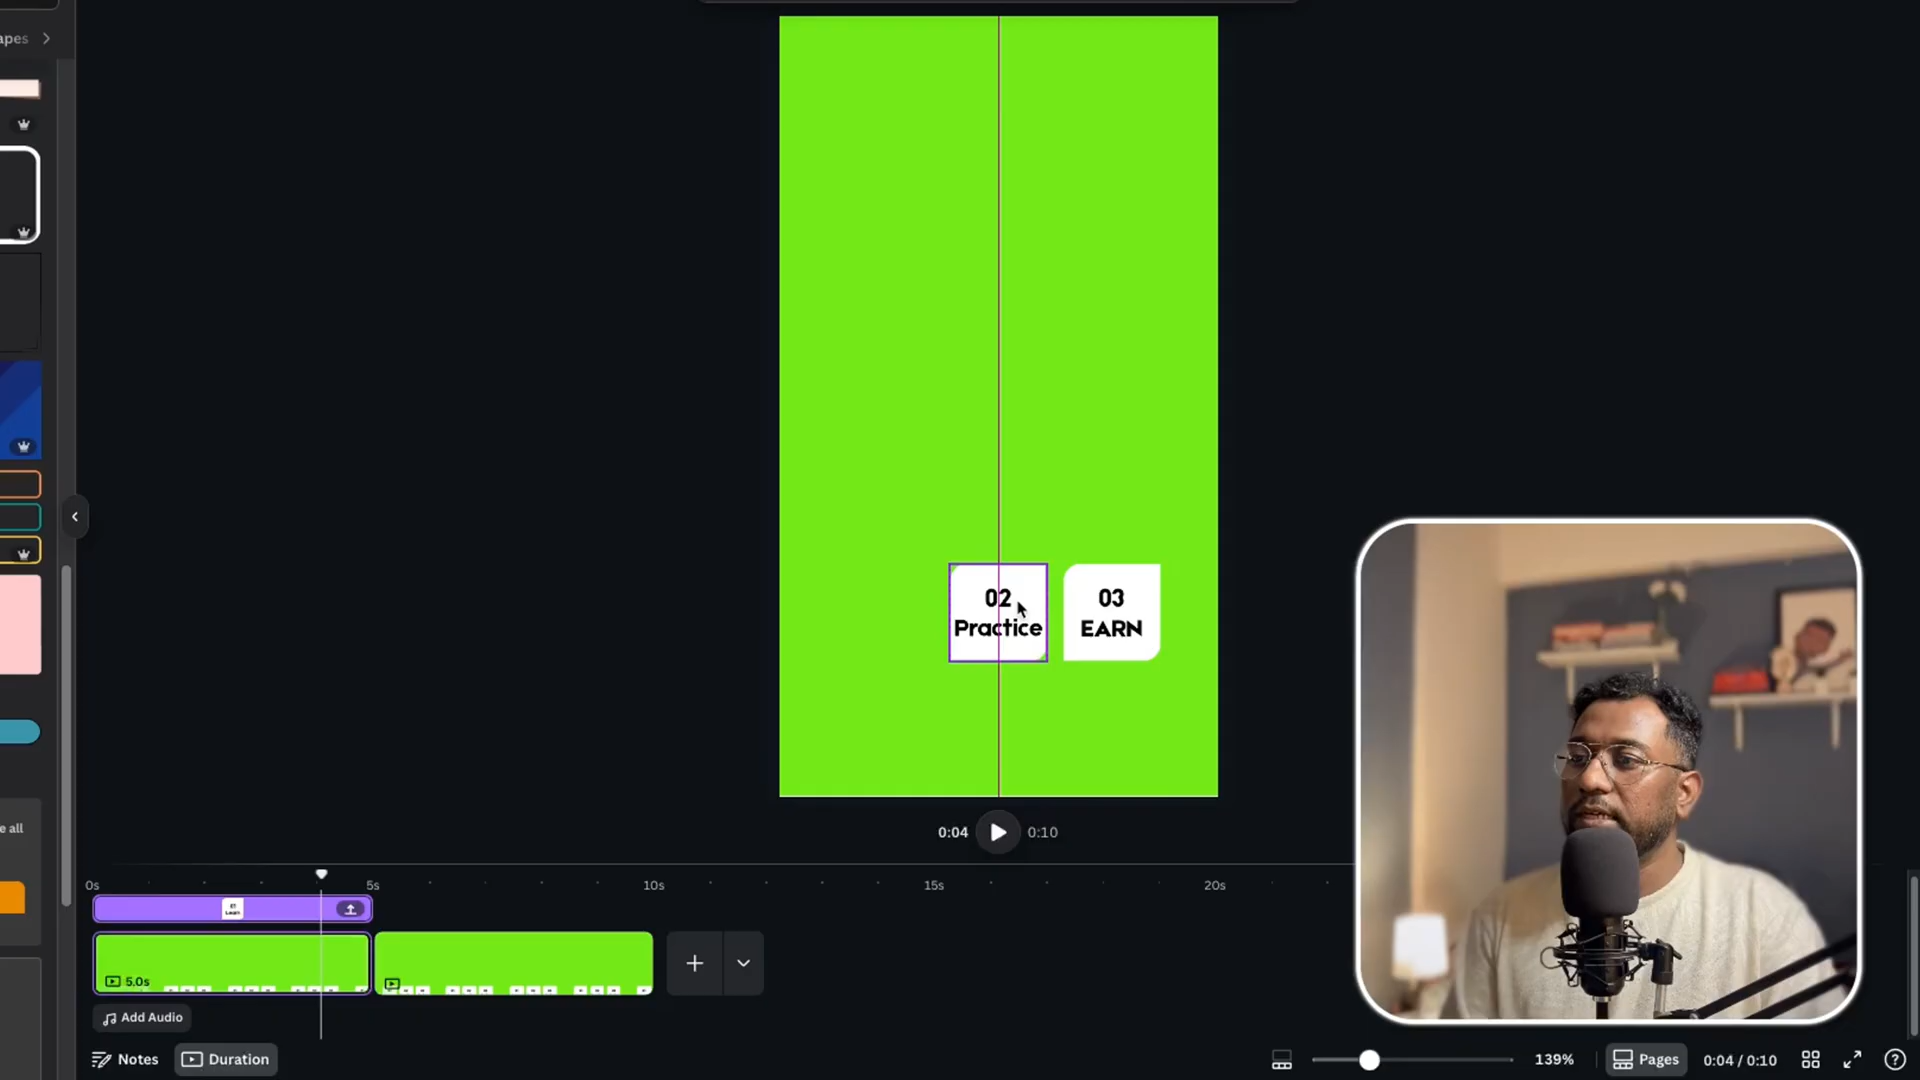 apes
02
Practice
03
EARN
e all
0:04
0:10
0s
5s
10s
15s
20s
5.0s
Add Audio
Notes
Duration
139%
Pages
0:04 / 0:10
?